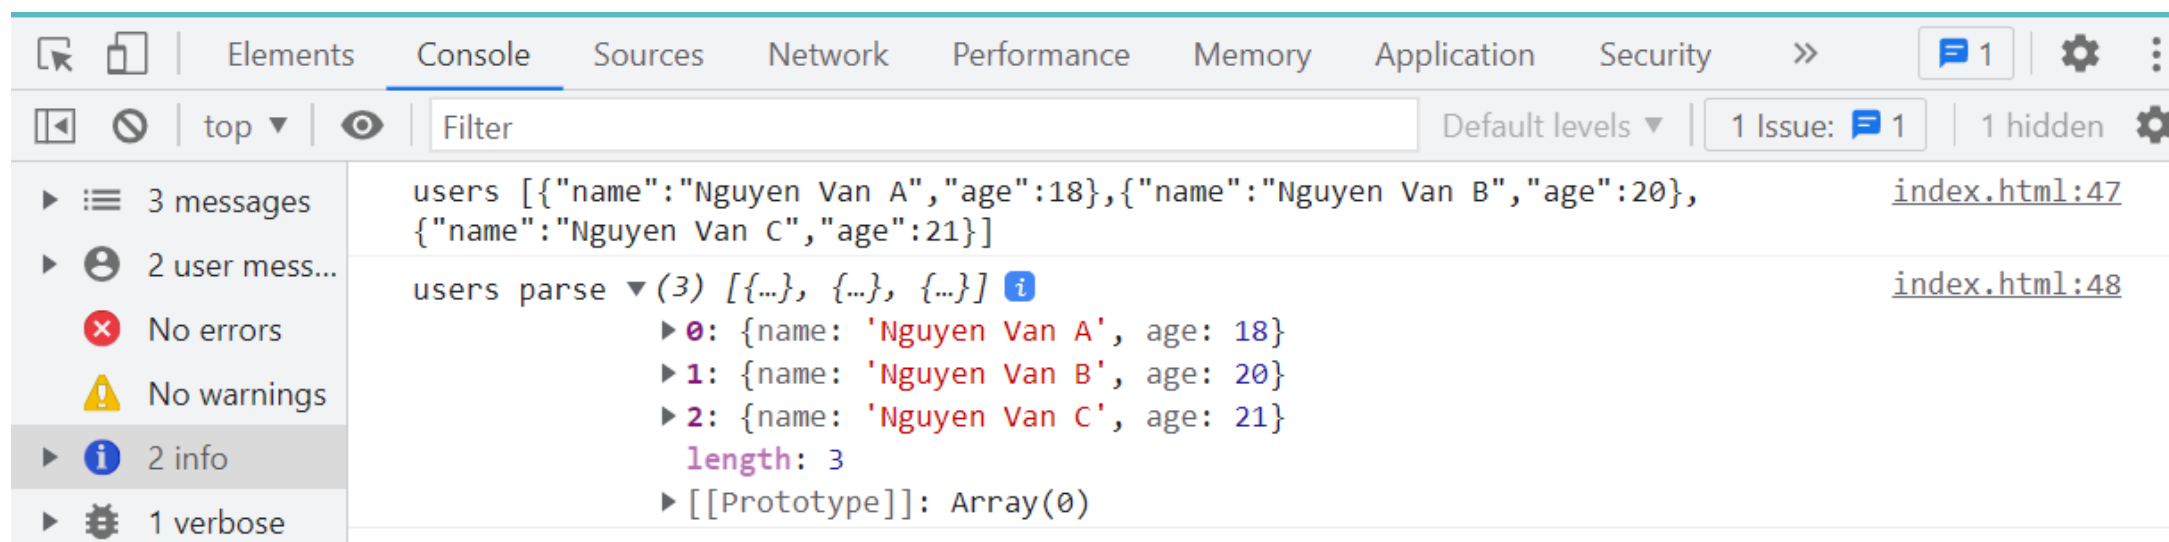 Elements Console Sources Network Performance Memory Application Security 1
top Filter Default levels 1 Issue: 1 1 hidden
3 messages
2 user mess...
No errors
No warnings
2 info
1 verbose
users [{"name":"Nguyen Van A","age":18},{"name":"Nguyen Van B","age":20}, index.html:47
{"name":"Nguyen Van C","age":21}]
users parse (3) [{…}, {…}, {…}] i index.html:48
0: {name: 'Nguyen Van A', age: 18}
1: {name: 'Nguyen Van B', age: 20}
2: {name: 'Nguyen Van C', age: 21}
length: 3
[[Prototype]]: Array(0)